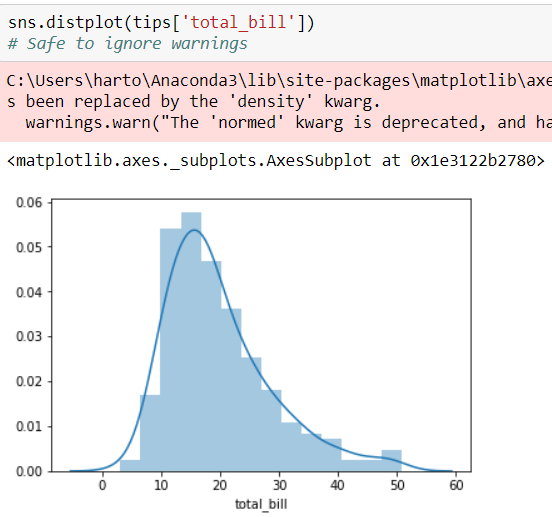 sns.distplot(tips['total_bill'])
# Safe to ignore warnings
C:\Users\harto\Anaconda3\lib\site-packages\matplotlib\axe
s been replaced by the 'density' kwarg.
warnings.warn("The 'normed' kwarg is deprecated, and ha
<matplotlib.axes._subplots.AxesSubplot at 0x1e3122b2780>
0.06
0.05
0.04
0.03
0.02
0.01
0.00
0 10 20 30 40 50 60
total_bill